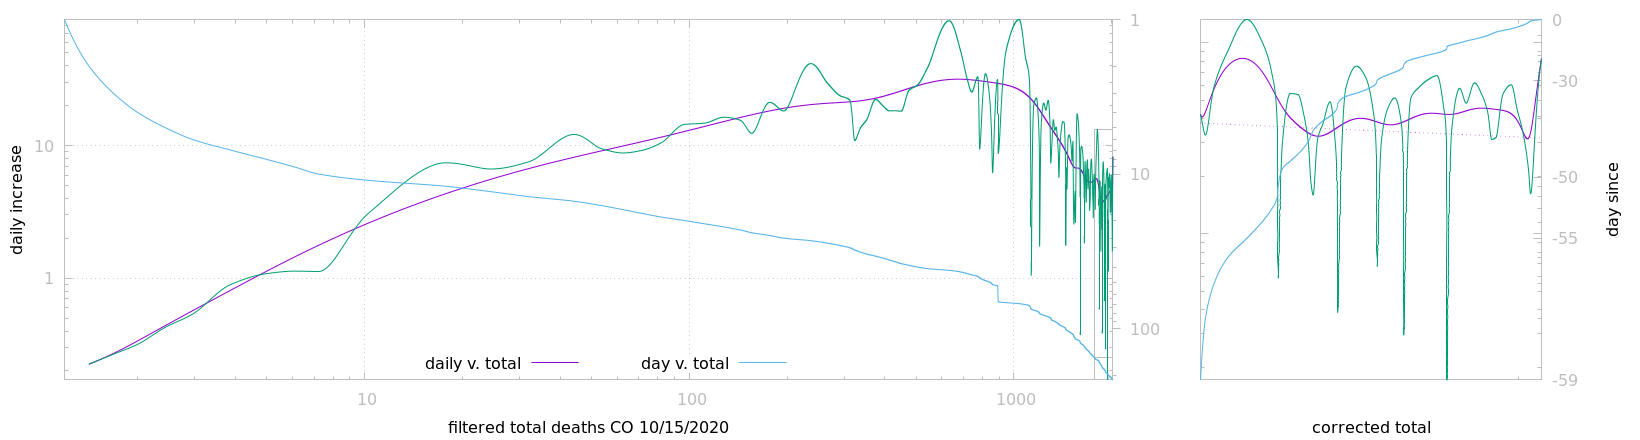 daily increase
10
1
1
10
100
daily v. total
day v. total
10
100
1000
filtered total deaths CO 10/15/2020
0
-30
-50
-55
-59
day since
corrected total